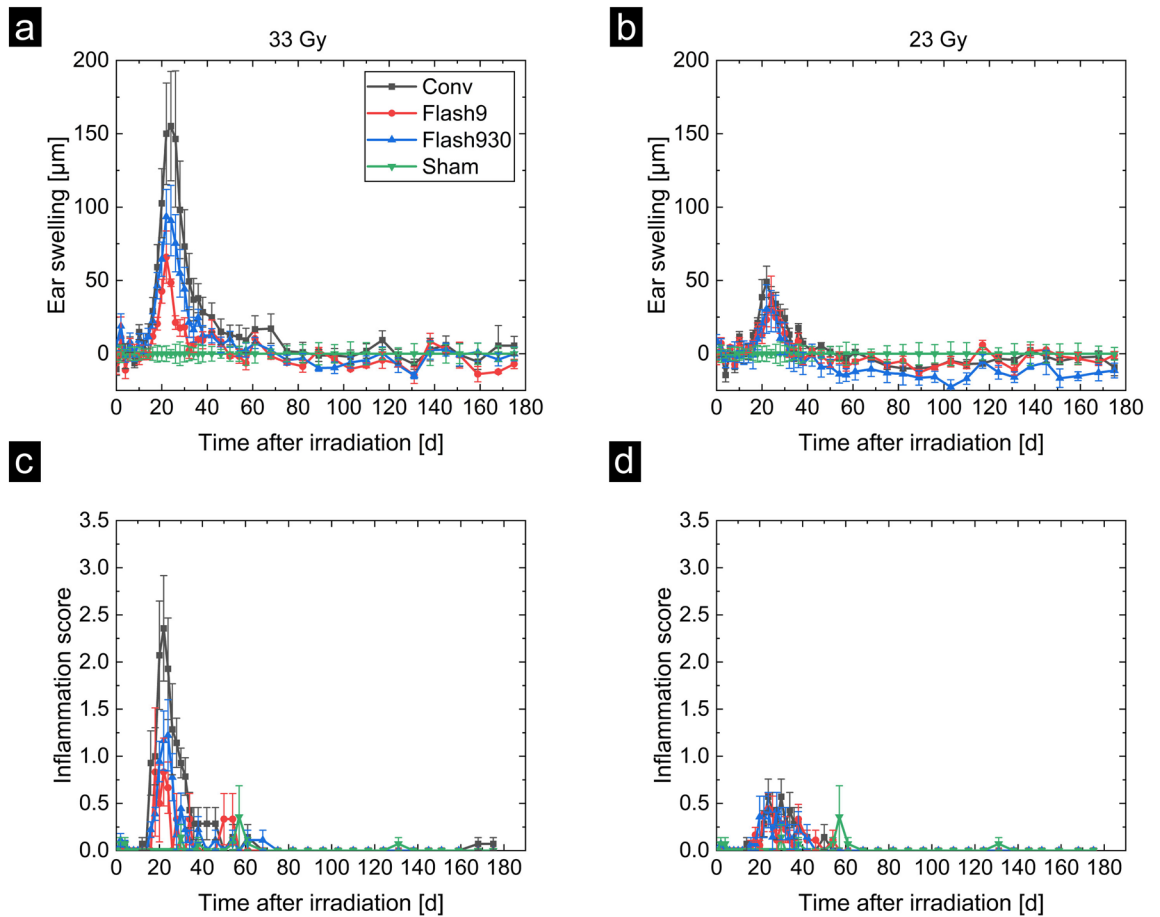 a
33 Gy
200
150
100
50
0
Ear swelling [µm]
Conv
Flash9
Flash930
Sham
0 20 40 60 80 100 120 140 160 180
Time after irradiation [d]
b
23 Gy
200
150
100
50
0
Ear swelling [µm]
0 20 40 60 80 100 120 140 160 180
Time after irradiation [d]
c
3.5
3.0
2.5
2.0
1.5
1.0
0.5
0.0
Inflammation score
0 20 40 60 80 100 120 140 160 180
Time after irradiation [d]
d
3.5
3.0
2.5
2.0
1.5
1.0
0.5
0.0
Inflammation score
0 20 40 60 80 100 120 140 160 180
Time after irradiation [d]